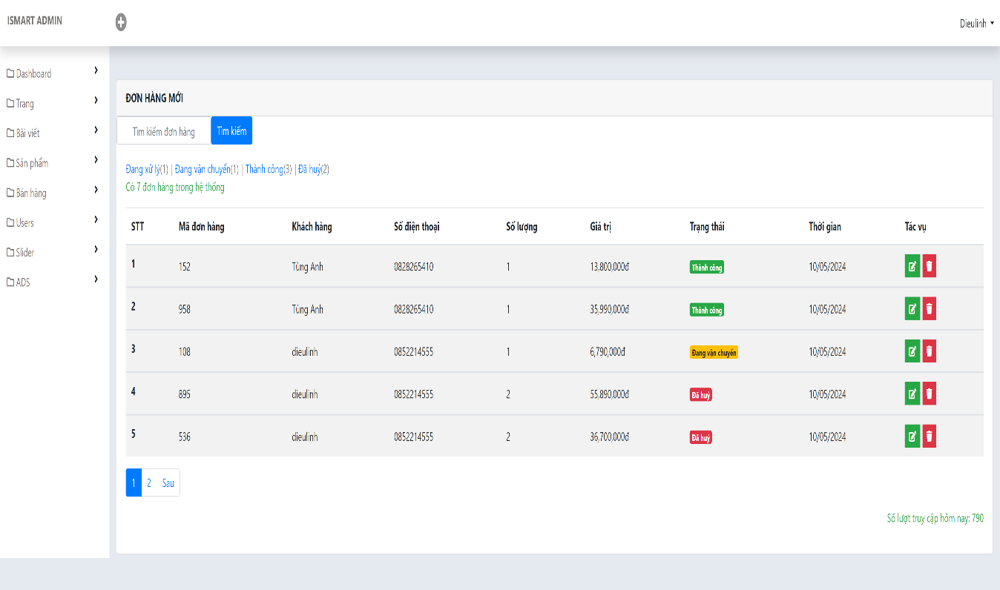 ISMART ADMIN
Dieulinh
Dashboard
Trang
Bài viết
Sản phẩm
Bán hàng
Users
Slider
ADS
ĐƠN HÀNG MỚI
Tìm kiếm đơn hàng Tìm kiếm
Đang xử lý(1) | Đang vận chuyển(1) | Thành công(3) | Đã huỷ(2)
Có 7 đơn hàng trong hệ thống
STT Mã đơn hàng Khách hàng Số điện thoại Số lượng Giá trị Trạng thái Thời gian Tác vụ
1 152 Tùng Anh 0828265410 1 13,800,000đ Thành công 10/05/2024
2 958 Tùng Anh 0828265410 1 35,990,000đ Thành công 10/05/2024
3 108 dieulinh 0852214555 1 6,790,000đ Đang vận chuyển 10/05/2024
4 895 dieulinh 0852214555 2 55,890,000đ Đã huỷ 10/05/2024
5 536 dieulinh 0852214555 2 36,700,000đ Đã huỷ 10/05/2024
1 2 Sau
Số lượt truy cập hôm nay: 790